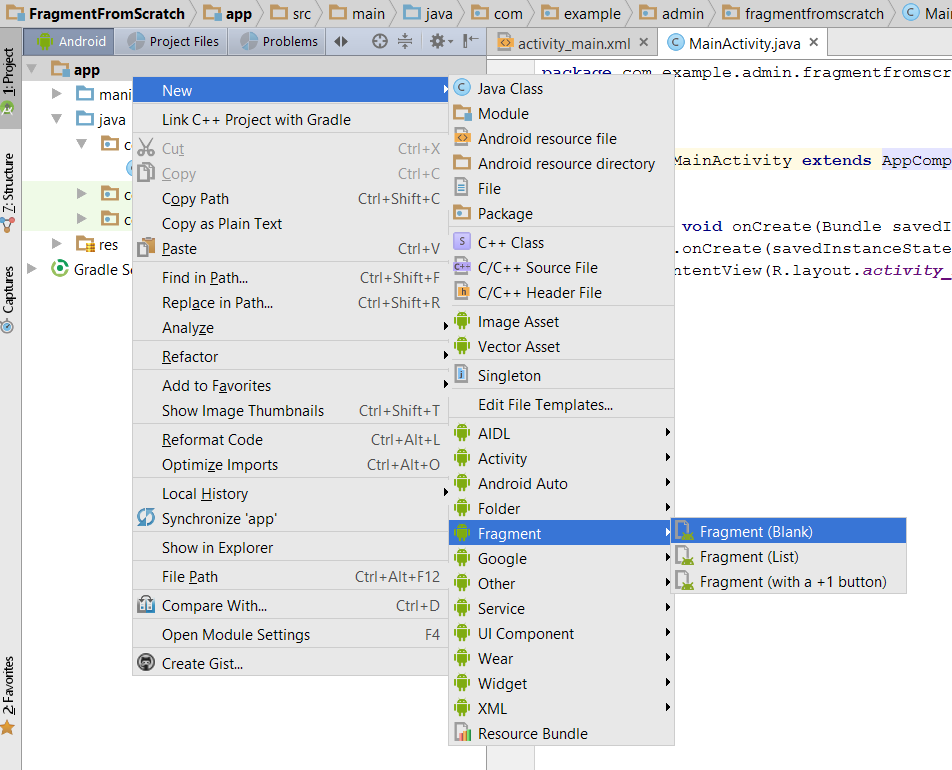 FragmentFromScratch app src main java com example admin fragmentfromscratch
Android Project Files Problems
activity_main.xml MainActivity.java
1: Project
7: Structure
Captures
2: Favorites
app
java
res
New
Link C++ Project with Gradle
Cut Ctrl+X
Copy Ctrl+C
Copy Path Ctrl+Shift+C
Copy as Plain Text
Paste Ctrl+V
Find in Path... Ctrl+Shift+F
Replace in Path... Ctrl+Shift+R
Analyze
Refactor
Add to Favorites
Show Image Thumbnails Ctrl+Shift+T
Reformat Code Ctrl+Alt+L
Optimize Imports Ctrl+Alt+O
Local History
Synchronize 'app'
Show in Explorer
File Path Ctrl+Alt+F12
Compare With... Ctrl+D
Open Module Settings F4
Create Gist...
Java Class
Module
Android resource file
Android resource directory
File
Package
C++ Class
C/C++ Source File
C/C++ Header File
Image Asset
Vector Asset
Singleton
Edit File Templates...
AIDL
Activity
Android Auto
Folder
Fragment
Google
Other
Service
UI Component
Wear
Widget
XML
Resource Bundle
Fragment (Blank)
Fragment (List)
Fragment (with a +1 button)
package com.example.admin.fragmentfromscr
MainActivity extends AppComp
void onCreate(Bundle savedI
.onCreate(savedInstanceState
ntentView(R.layout.activity_